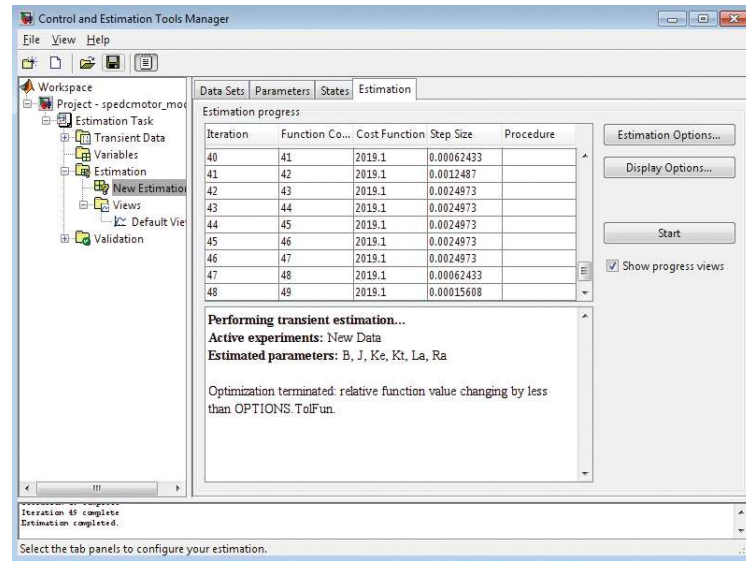 Control and Estimation Tools Manager
File View Help
Workspace
Project - spedcmotor_mod
Estimation Task
Transient Data
Variables
Estimation
New Estimation
Views
Default Vie
Validation
Data Sets Parameters States Estimation
Estimation progress
Iteration Function Co... Cost Function Step Size Procedure
40 41 2019.1 0.00062433
41 42 2019.1 0.0012487
42 43 2019.1 0.0024973
43 44 2019.1 0.0024973
44 45 2019.1 0.0024973
45 46 2019.1 0.0024973
46 47 2019.1 0.0024973
47 48 2019.1 0.00062433
48 49 2019.1 0.00015608
Estimation Options...
Display Options...
Start
Show progress views
Performing transient estimation...
Active experiments: New Data
Estimated parameters: B, J, Ke, Kt, La, Ra
Optimization terminated: relative function value changing by less
than OPTIONS.TolFun.
Iteration 45 complete
Estimation completed.
Select the tab panels to configure your estimation.